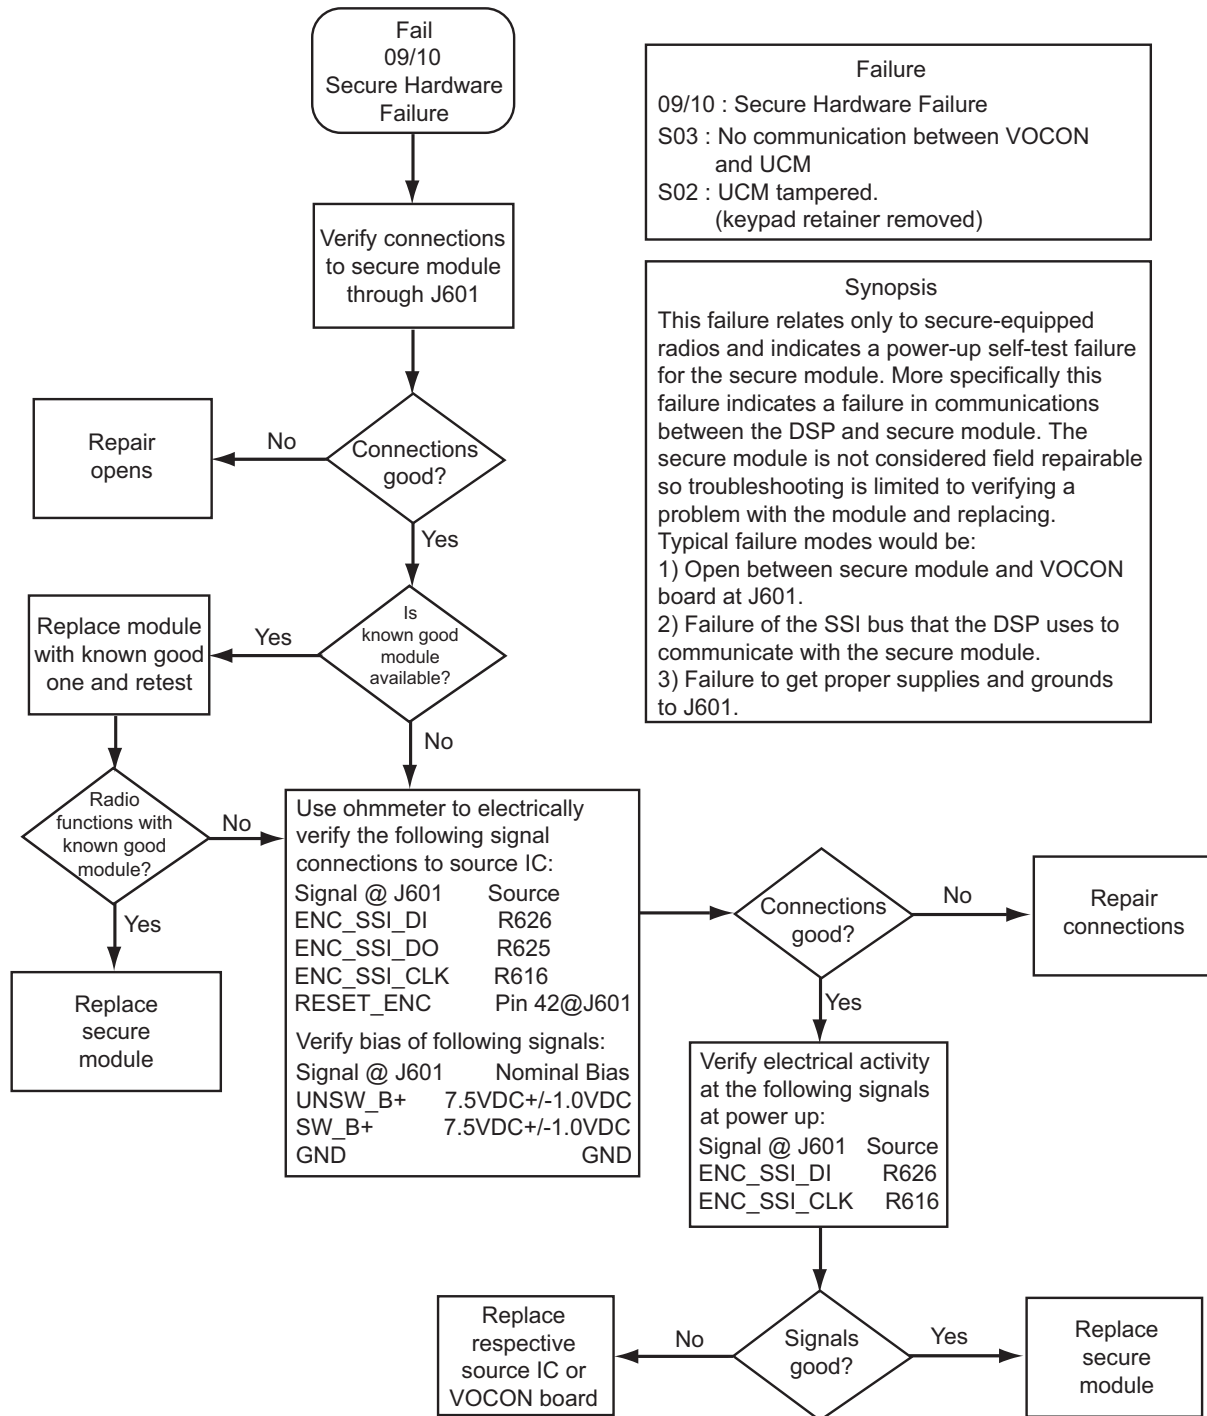 Fail
09/10
Secure Hardware
Failure
Failure
09/10 : Secure Hardware Failure
S03 : No communication between VOCON
and UCM
S02 : UCM tampered.
(keypad retainer removed)
Verify connections
to secure module
through J601
Synopsis
This failure relates only to secure-equipped
radios and indicates a power-up self-test failure
for the secure module. More specifically this
failure indicates a failure in communications
between the DSP and secure module. The
secure module is not considered field repairable
so troubleshooting is limited to verifying a
problem with the module and replacing.
Typical failure modes would be:
1) Open between secure module and VOCON
board at J601.
2) Failure of the SSI bus that the DSP uses to
communicate with the secure module.
3) Failure to get proper supplies and grounds
to J601.
Connections
good?
No
Repair
opens
Yes
Is
known good
module
available?
Yes
Replace module
with known good
one and retest
No
Radio
functions with
known good
module?
No
Yes
Replace
secure
module
Use ohmmeter to electrically
verify the following signal
connections to source IC:
Signal @ J601 Source
ENC_SSI_DI R626
ENC_SSI_DO R625
ENC_SSI_CLK R616
RESET_ENC Pin 42@J601
Verify bias of following signals:
Signal @ J601 Nominal Bias
UNSW_B+ 7.5VDC+/-1.0VDC
SW_B+ 7.5VDC+/-1.0VDC
GND GND
Connections
good?
No
Repair
connections
Yes
Verify electrical activity
at the following signals
at power up:
Signal @ J601 Source
ENC_SSI_DI R626
ENC_SSI_CLK R616
Signals
good?
No
Replace
respective
source IC or
VOCON board
Yes
Replace
secure
module